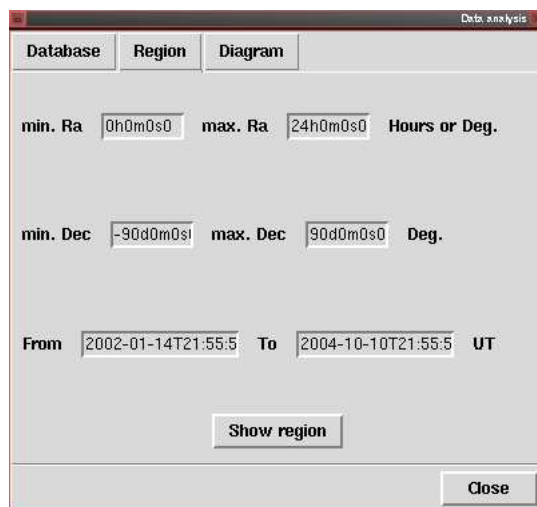 Data analysis
Database Region Diagram
min. Ra 0h0m0s0 max. Ra 24h0m0s0 Hours or Deg.
min. Dec -90d0m0s max. Dec 90d0m0s0 Deg.
From 2002-01-14T21:55:5 To 2004-10-10T21:55:5 UT
Show region
Close